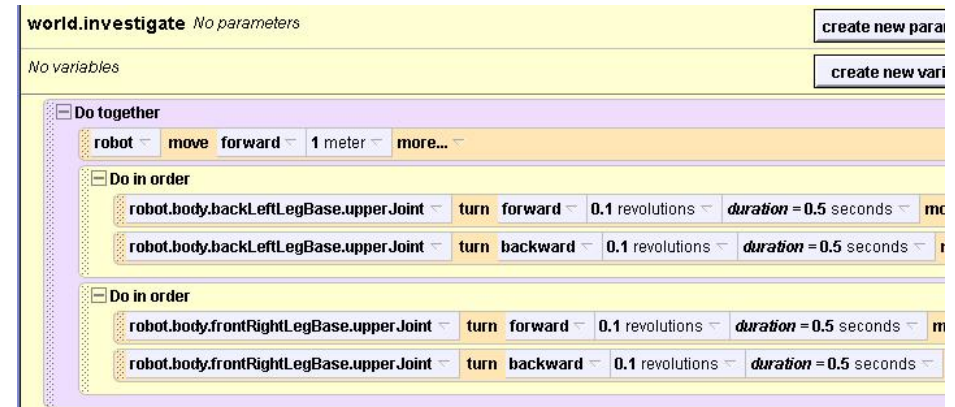 world.investigate No parameters
create new para
No variables
create new vari
Do together
robot move forward 1 meter more...
Do in order
robot.body.backLeftLegBase.upperJoint turn forward 0.1 revolutions duration = 0.5 seconds mo
robot.body.backLeftLegBase.upperJoint turn backward 0.1 revolutions duration = 0.5 seconds
Do in order
robot.body.frontRightLegBase.upperJoint turn forward 0.1 revolutions duration = 0.5 seconds m
robot.body.frontRightLegBase.upperJoint turn backward 0.1 revolutions duration = 0.5 seconds